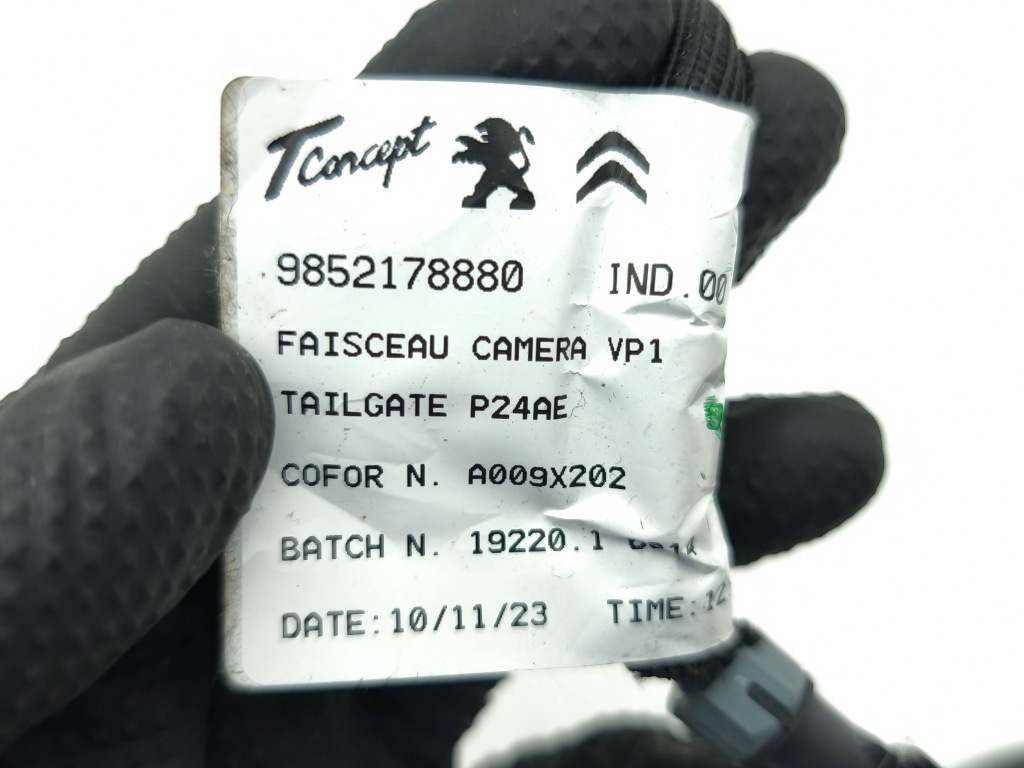 TConcept
9852178880 IND.00
FAISCEAU CAMERA VP1
TAILGATE P24AE
COFOR N. A009X202
BATCH N. 19220.1
DATE:10/11/23 TIME:12